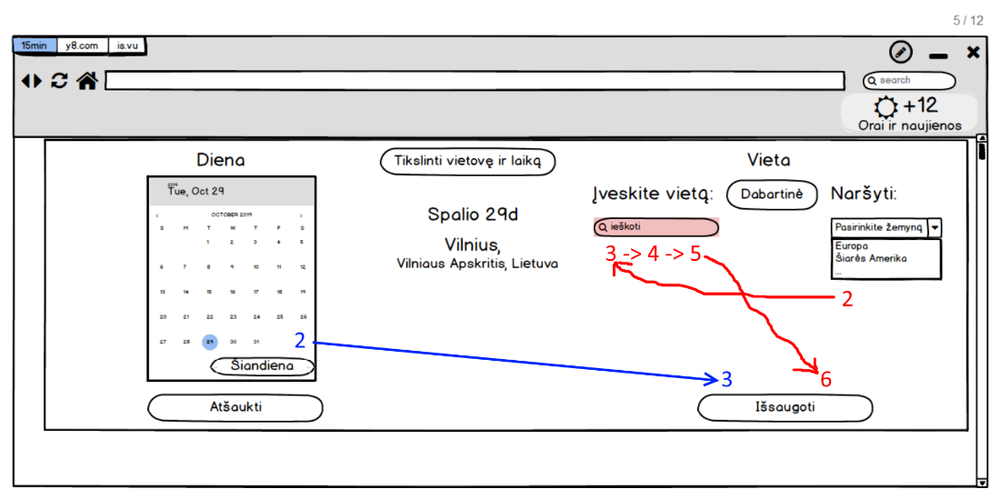 5 / 12
15min y8.com is.vu
search
+12
Orai ir naujienos
Diena
2019
Tue, Oct 29
‹ OCTOBER 2019 ›
S M T W T F S
1 2 3 4 5
6 7 8 9 10 11 12
13 14 15 16 17 18 19
20 21 22 23 24 25 26
27 28 29 30 31
2
Šiandiena
Atšaukti
Tikslinti vietovę ir laiką
Spalio 29d
Vilnius,
Vilniaus Apskritis, Lietuva
Vieta
Įveskite vietą:
Dabartinė
Naršyti:
ieškoti
3 -> 4 -> 5
Pasirinkite žemyną
Europa
Šiarės Amerika
...
2
3
6
Išsaugoti